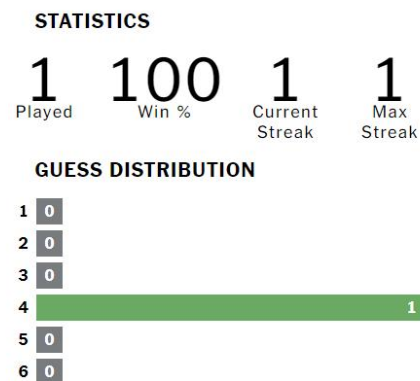 STATISTICS
1 100 1 1
Played Win % Current Max
Streak Streak
GUESS DISTRIBUTION
1 0
2 0
3 0
4 1
5 0
6 0